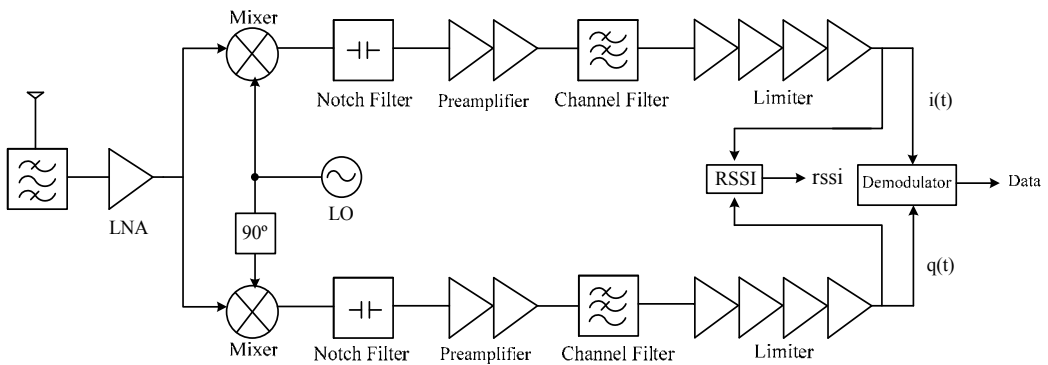 Mixer
Notch Filter
Preamplifier
Channel Filter
Limiter
i(t)
RSSI
rssi
Demodulator
Data
LNA
LO
90º
q(t)
Mixer
Notch Filter
Preamplifier
Channel Filter
Limiter